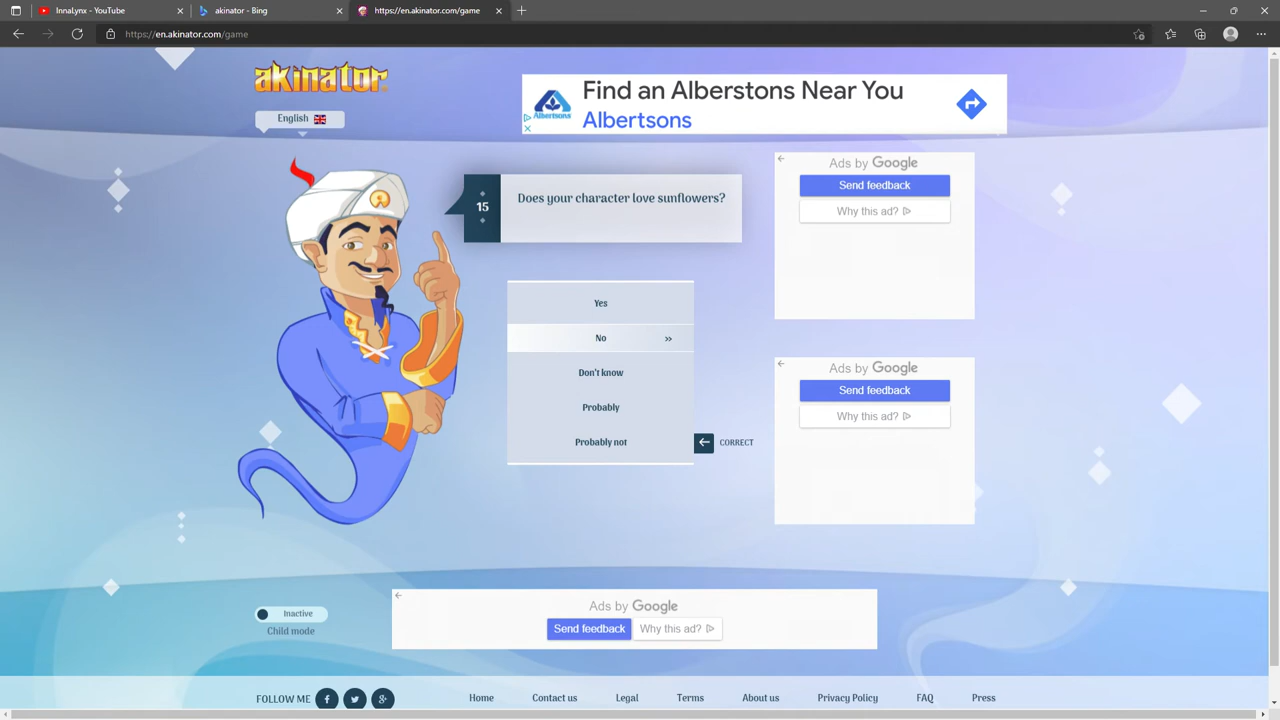 InnaLynx - YouTube
akinator - Bing
https://en.akinator.com/game
https://en.akinator.com/game
akinator
English
Find an Alberstons Near You
Albertsons
Albertsons
15
Does your character love sunflowers?
Yes
No
Don't know
Probably
Probably not
CORRECT
Ads by Google
Send feedback
Why this ad?
Ads by Google
Send feedback
Why this ad?
Inactive
Child mode
Ads by Google
Send feedback Why this ad?
FOLLOW ME
Home Contact us Legal Terms About us Privacy Policy FAQ Press